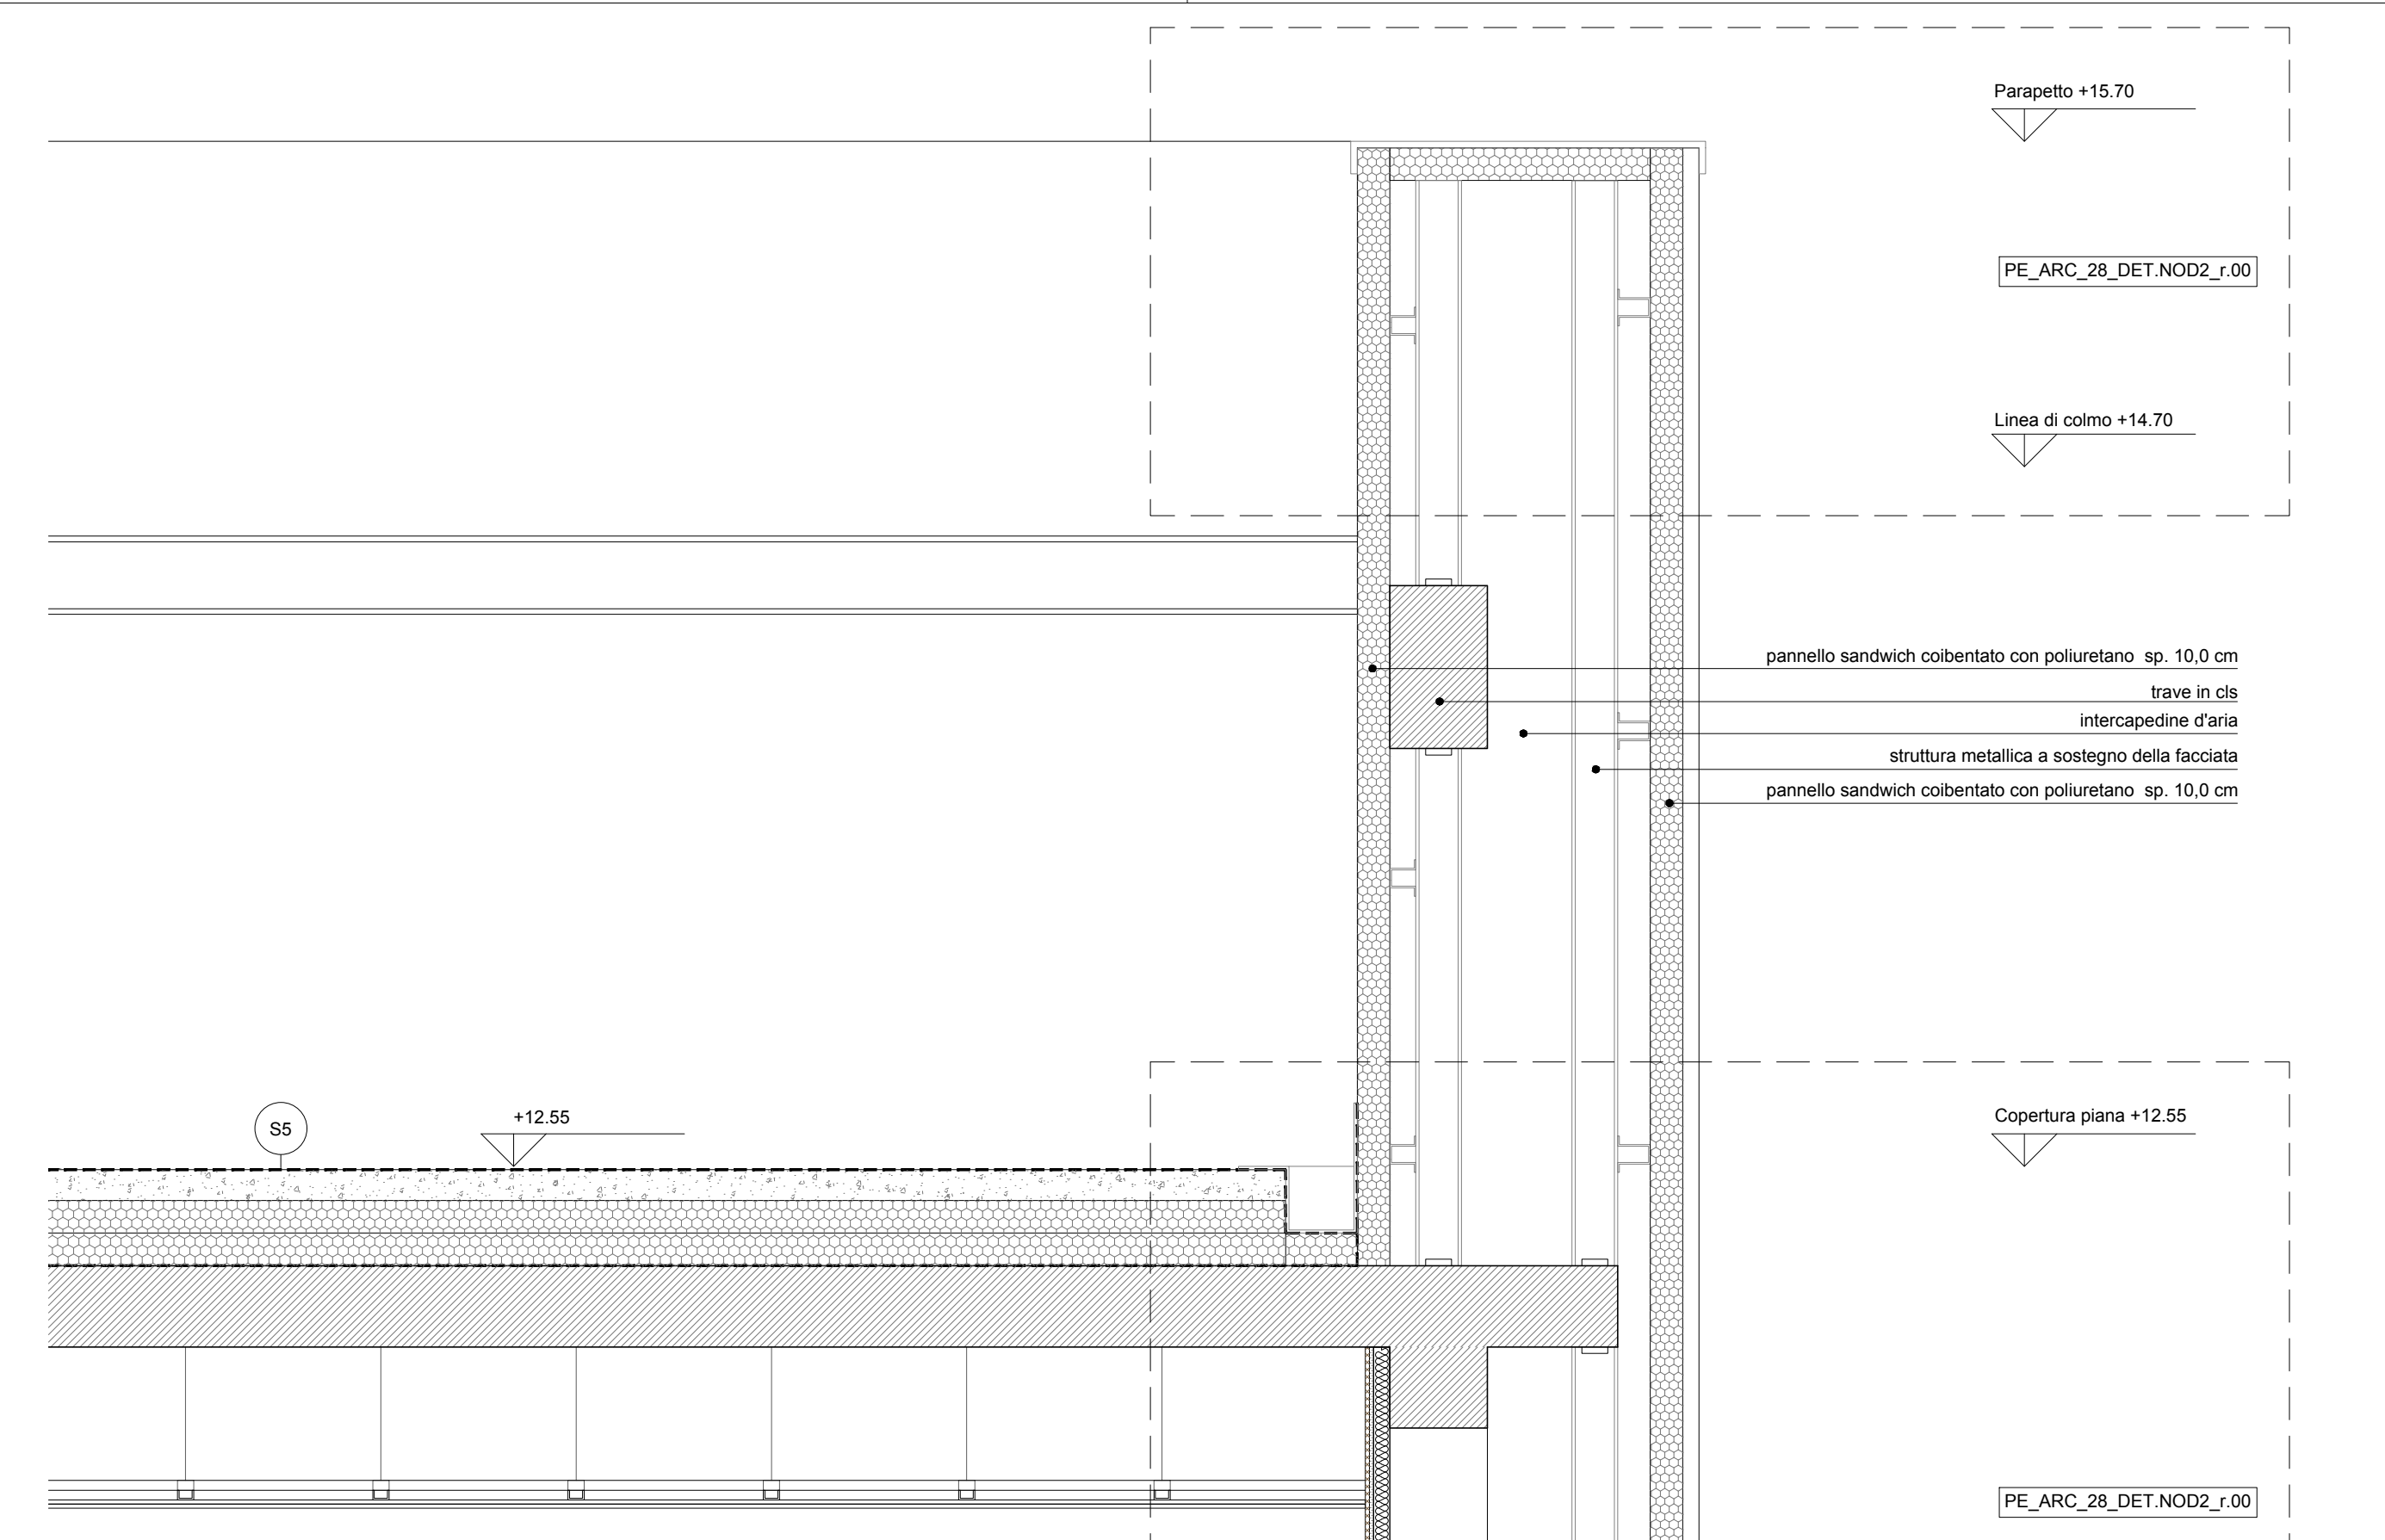 Parapetto +15.70
PE_ARC_28_DET.NOD2_r.00
Linea di colmo +14.70
pannello sandwich coibentato con poliuretano  sp. 10,0 cm
trave in cls
intercapedine d'aria
struttura metallica a sostegno della facciata
pannello sandwich coibentato con poliuretano  sp. 10,0 cm
S5
+12.55
Copertura piana +12.55
PE_ARC_28_DET.NOD2_r.00